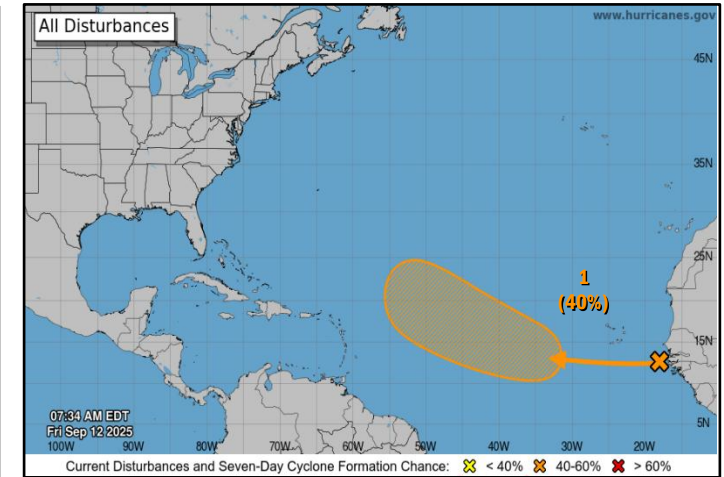 All Disturbances
www.hurricanes.gov
45N
35N
25N
1
(40%)
15N
5N
07:34 AM EDT
Fri Sep 12 2025
100W 90W 80W 70W 60W 50W 40W 30W 20W
Current Disturbances and Seven-Day Cyclone Formation Chance: < 40% 40-60% > 60%